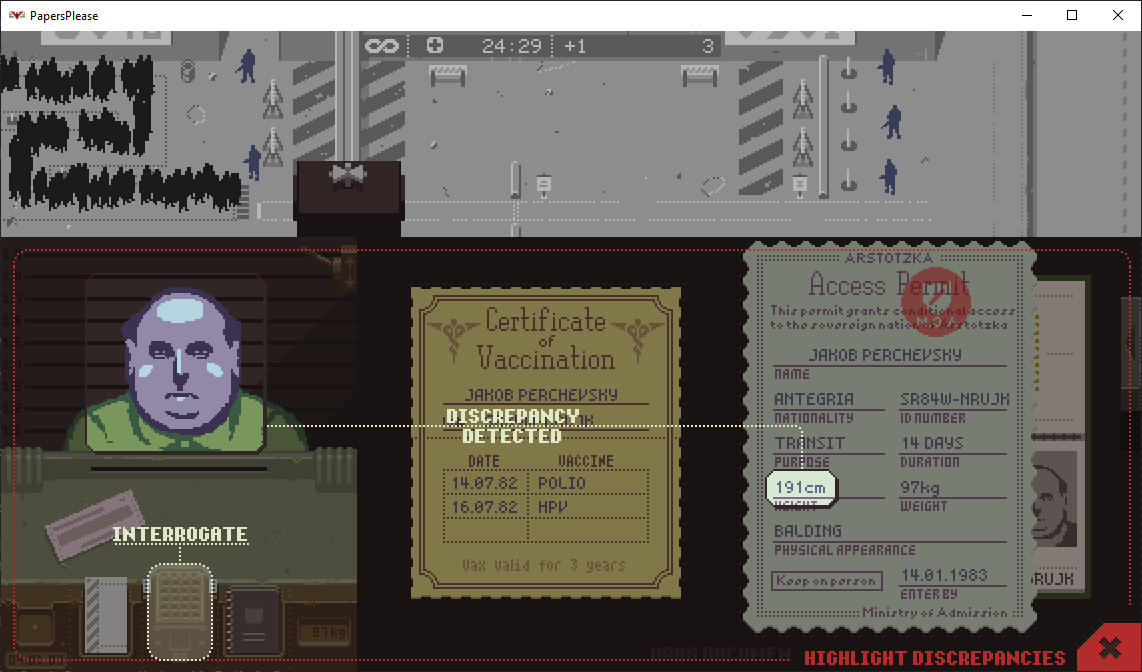 PapersPlease
24:29 +1 3
Certificate
of
Vaccination
JAKOB PERCHEVSKY
DISCREPANCY
DETECTED
DATE VACCINE
14.07.82 POLIO
16.07.82 HPV
Vax valid for 3 years
ARSTOTZKA
Access Permit
MOA
This permit grants conditional access
to the sovereign nation of Arstotzka
JAKOB PERCHEVSKY
NAME
ANTEGRIA SR84W-NRUJK
NATIONALITY ID NUMBER
TRANSIT 14 DAYS
PURPOSE DURATION
191cm 97kg
HEIGHT WEIGHT
BALDING
PHYSICAL APPEARANCE
Keep on person
14.01.1983
ENTER BY
Ministry of Admission
RUJK
INTERROGATE
97kg
DRAG DOCUMEN
HIGHLIGHT DISCREPANCIES